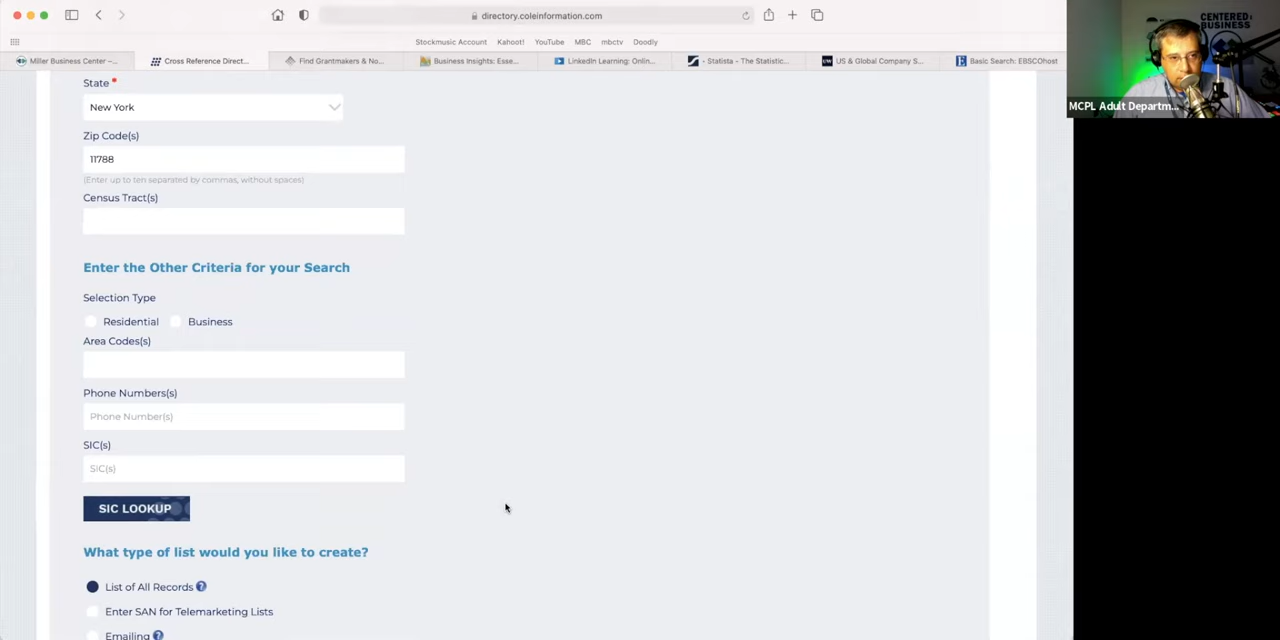 directory.coleinformation.com
Stockmusic Account
Kahoot!
YouTube
MBC
mbctv
Doodly
Miller Business Center –...
Cross Reference Direct...
Find Grantmakers & No...
Business Insights: Esse...
LinkedIn Learning: Onlin...
- Statista - The Statistic...
US & Global Company S...
Basic Search: EBSCOhost
CENTERED:
BUSINESS
MCPL Adult Departm...
State *
New York
Zip Code(s)
11788
(Enter up to ten separated by commas, without spaces)
Census Tract(s)
Enter the Other Criteria for your Search
Selection Type
Residential
Business
Area Codes(s)
Phone Numbers(s)
Phone Number(s)
SIC(s)
SIC(s)
SIC LOOKUP
What type of list would you like to create?
List of All Records ?
Enter SAN for Telemarketing Lists
Emailing ?